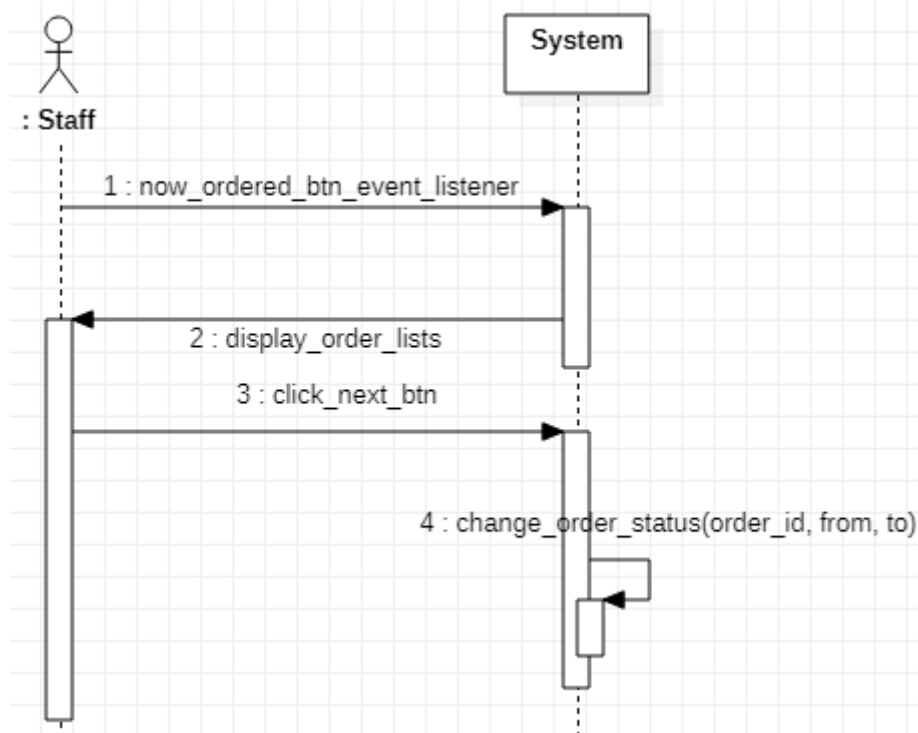 System
: Staff
1 : now_ordered_btn_event_listener
2 : display_order_lists
3 : click_next_btn
4 : change_order_status(order_id, from, to)